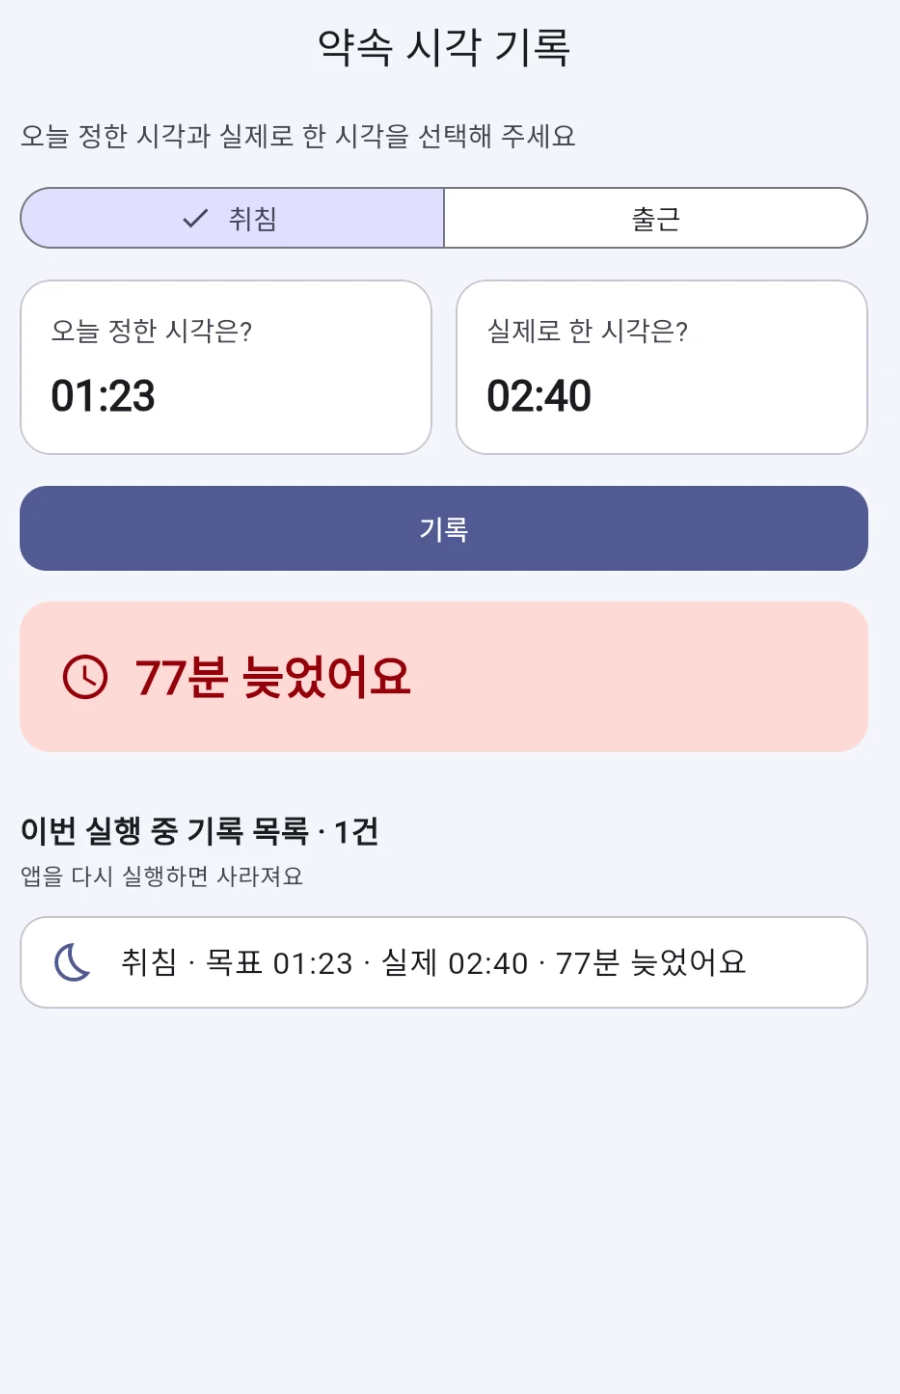 약속 시각 기록
오늘 정한 시각과 실제로 한 시각을 선택해 주세요
취침
출근
오늘 정한 시각은?
01:23
실제로 한 시각은?
02:40
기록
77분 늦었어요
이번 실행 중 기록 목록 · 1건
앱을 다시 실행하면 사라져요
취침 · 목표 01:23 · 실제 02:40 · 77분 늦었어요